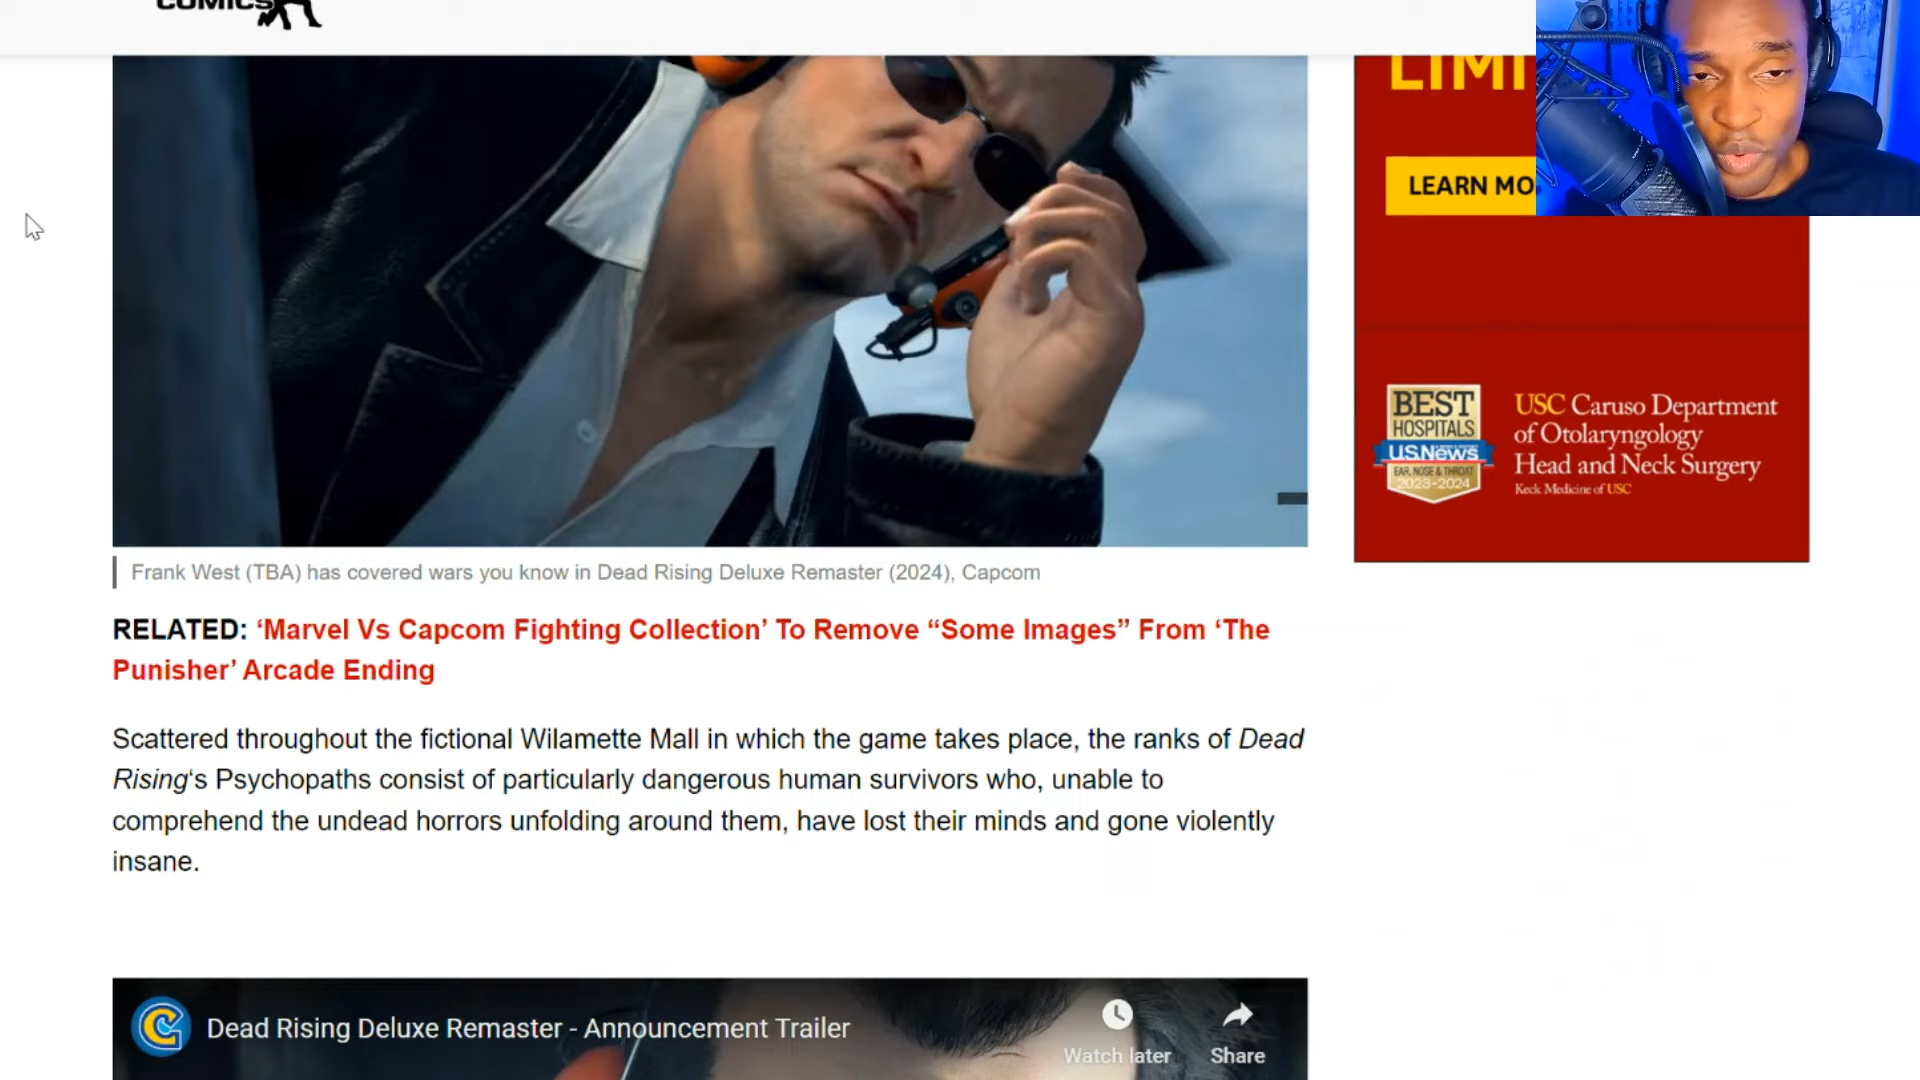 COMICS
LIMI
LEARN MO
BEST
HOSPITALS
U.S.News
EAR, NOSE & THROAT
2023-2024
USC Caruso Department
of Otolaryngology
Head and Neck Surgery
Keck Medicine of USC
Frank West (TBA) has covered wars you know in Dead Rising Deluxe Remaster (2024), Capcom
RELATED: ‘Marvel Vs Capcom Fighting Collection’ To Remove “Some Images” From ‘The
Punisher’ Arcade Ending
Scattered throughout the fictional Wilamette Mall in which the game takes place, the ranks of Dead
Rising‘s Psychopaths consist of particularly dangerous human survivors who, unable to
comprehend the undead horrors unfolding around them, have lost their minds and gone violently
insane.
Dead Rising Deluxe Remaster - Announcement Trailer
Watch later
Share